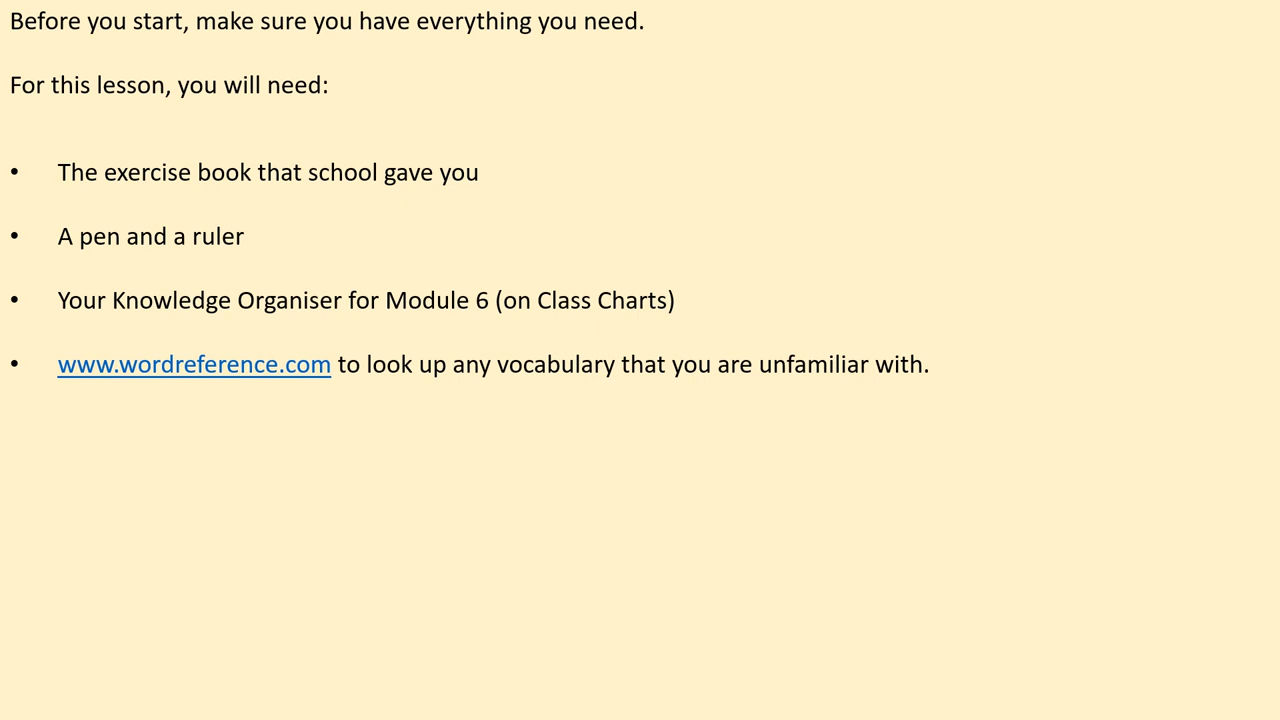 Before you start, make sure you have everything you need.
For this lesson, you will need:
• The exercise book that school gave you
• A pen and a ruler
• Your Knowledge Organiser for Module 6 (on Class Charts)
• www.wordreference.com to look up any vocabulary that you are unfamiliar with.